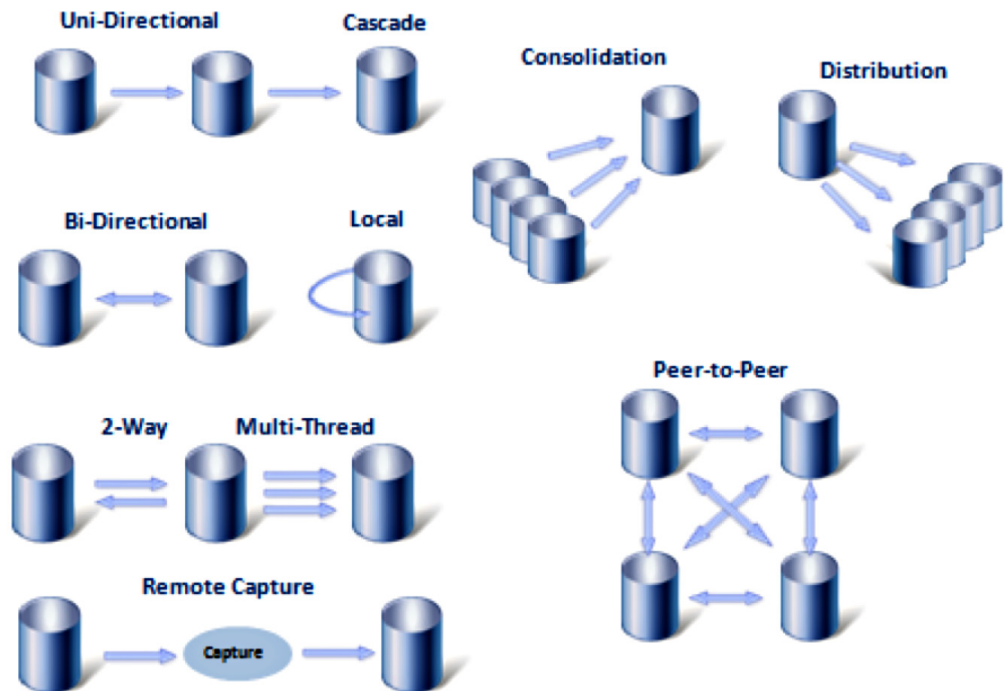 Uni-Directional
Cascade
Consolidation
Distribution
Bi-Directional
Local
Peer-to-Peer
2-Way
Multi-Thread
Remote Capture
Capture